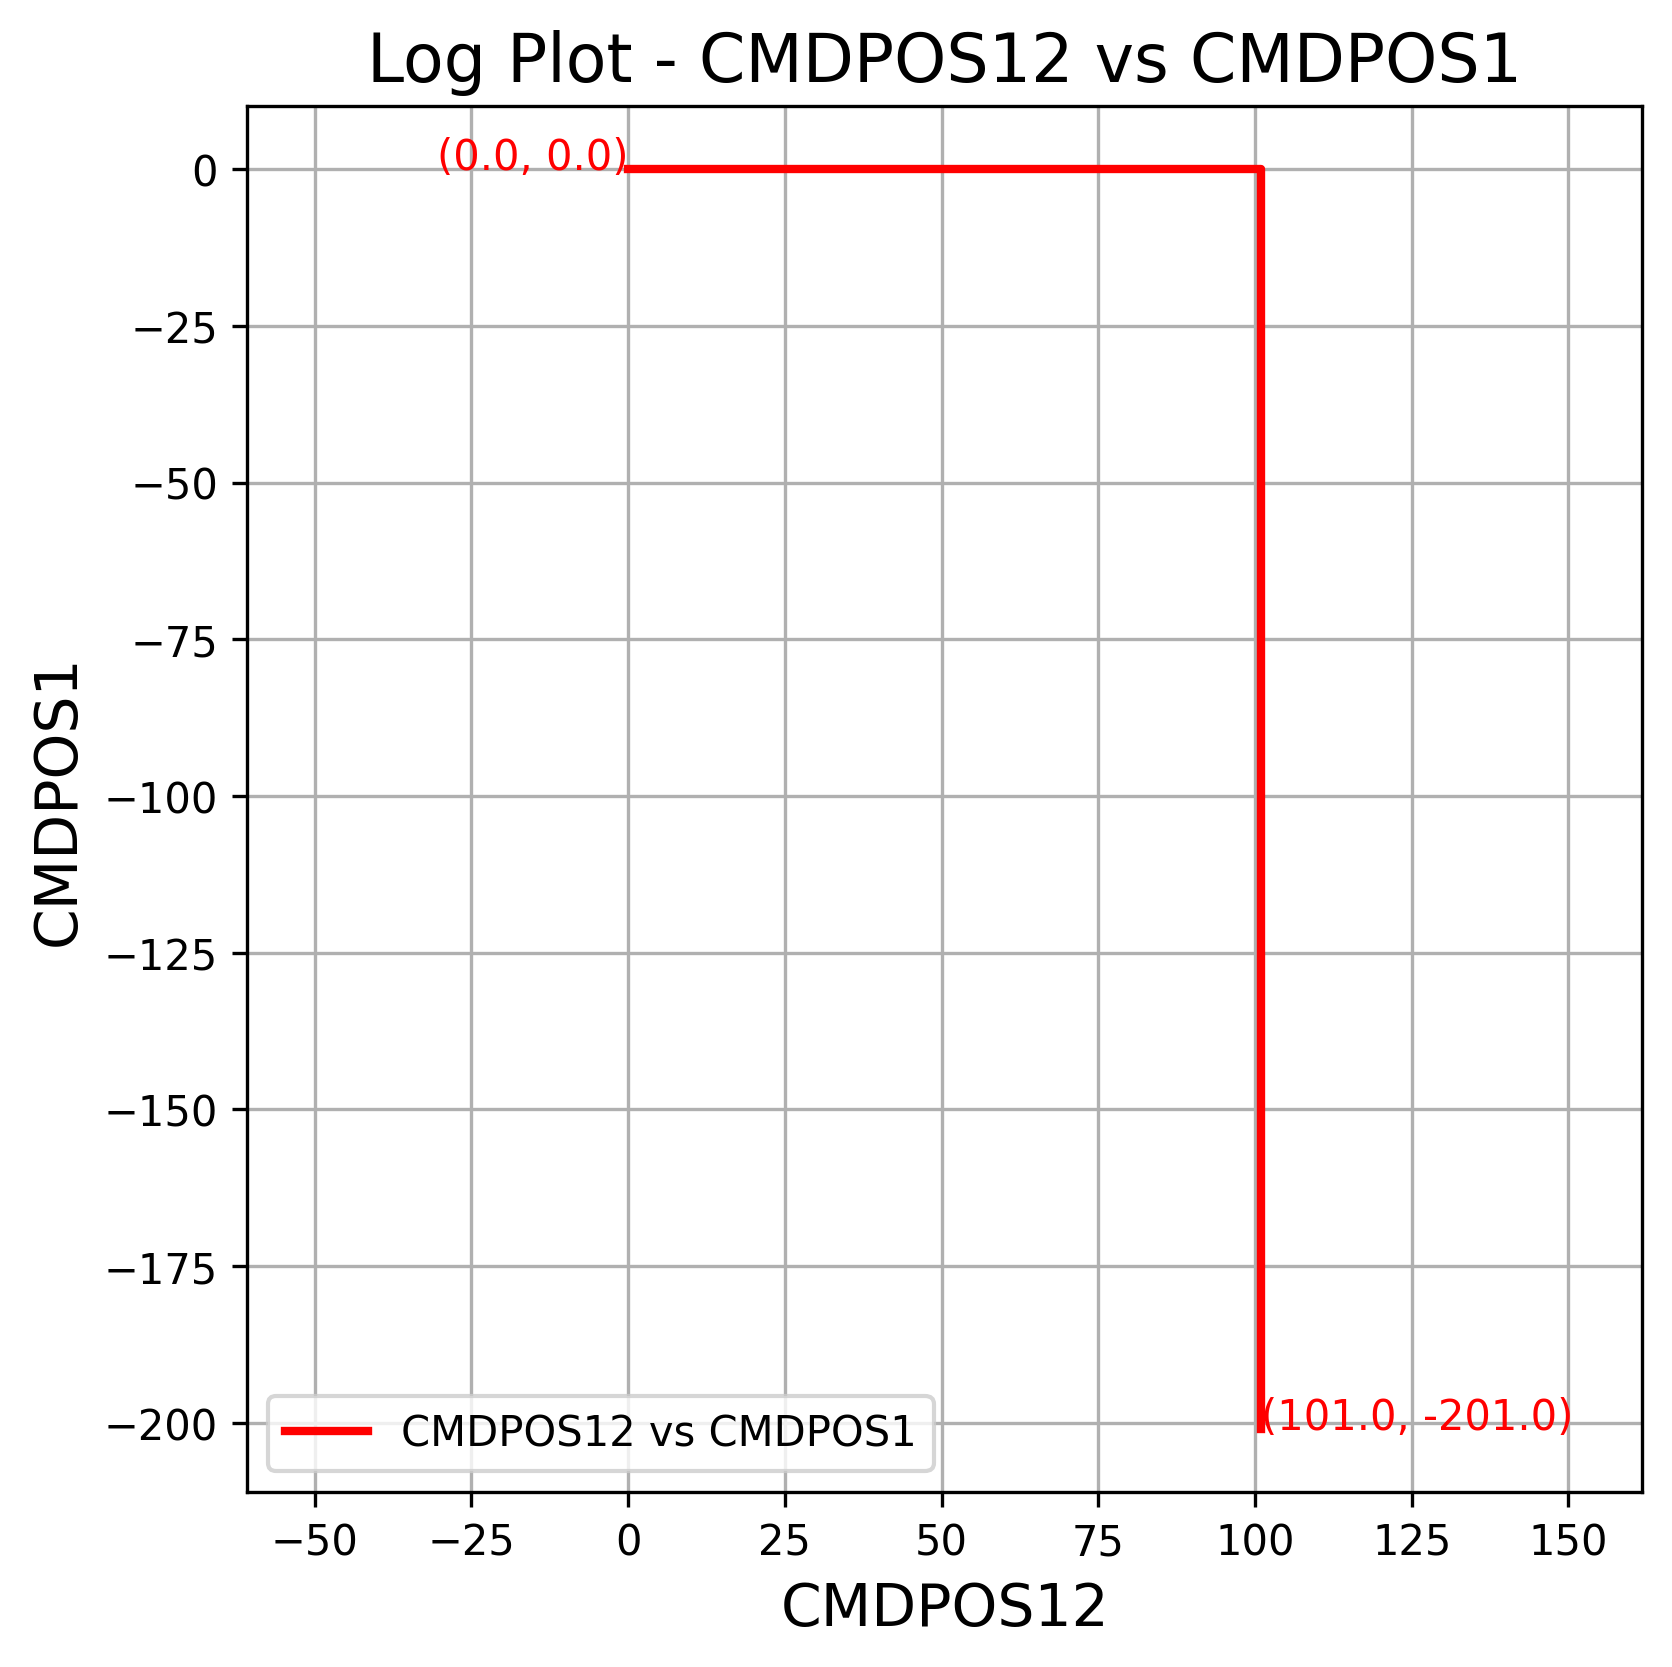 Log Plot - CMDPOS12 vs CMDPOS1
(0.0, 0.0)
0
−25
−50
−75
−100
−125
−150
−175
−200
CMDPOS1
(101.0, -201.0)
CMDPOS12 vs CMDPOS1
−50 −25 0 25 50 75 100 125 150
CMDPOS12